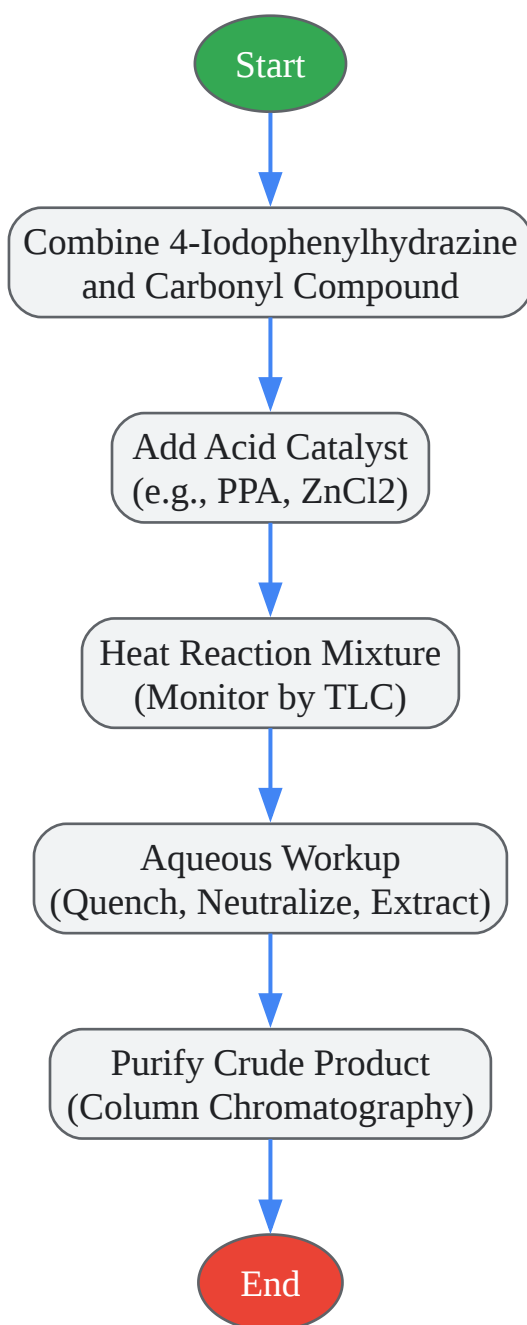 Start
Combine 4-Iodophenylhydrazine
and Carbonyl Compound
Add Acid Catalyst
(e.g., PPA, ZnCl2)
Heat Reaction Mixture
(Monitor by TLC)
Aqueous Workup
(Quench, Neutralize, Extract)
Purify Crude Product
(Column Chromatography)
End